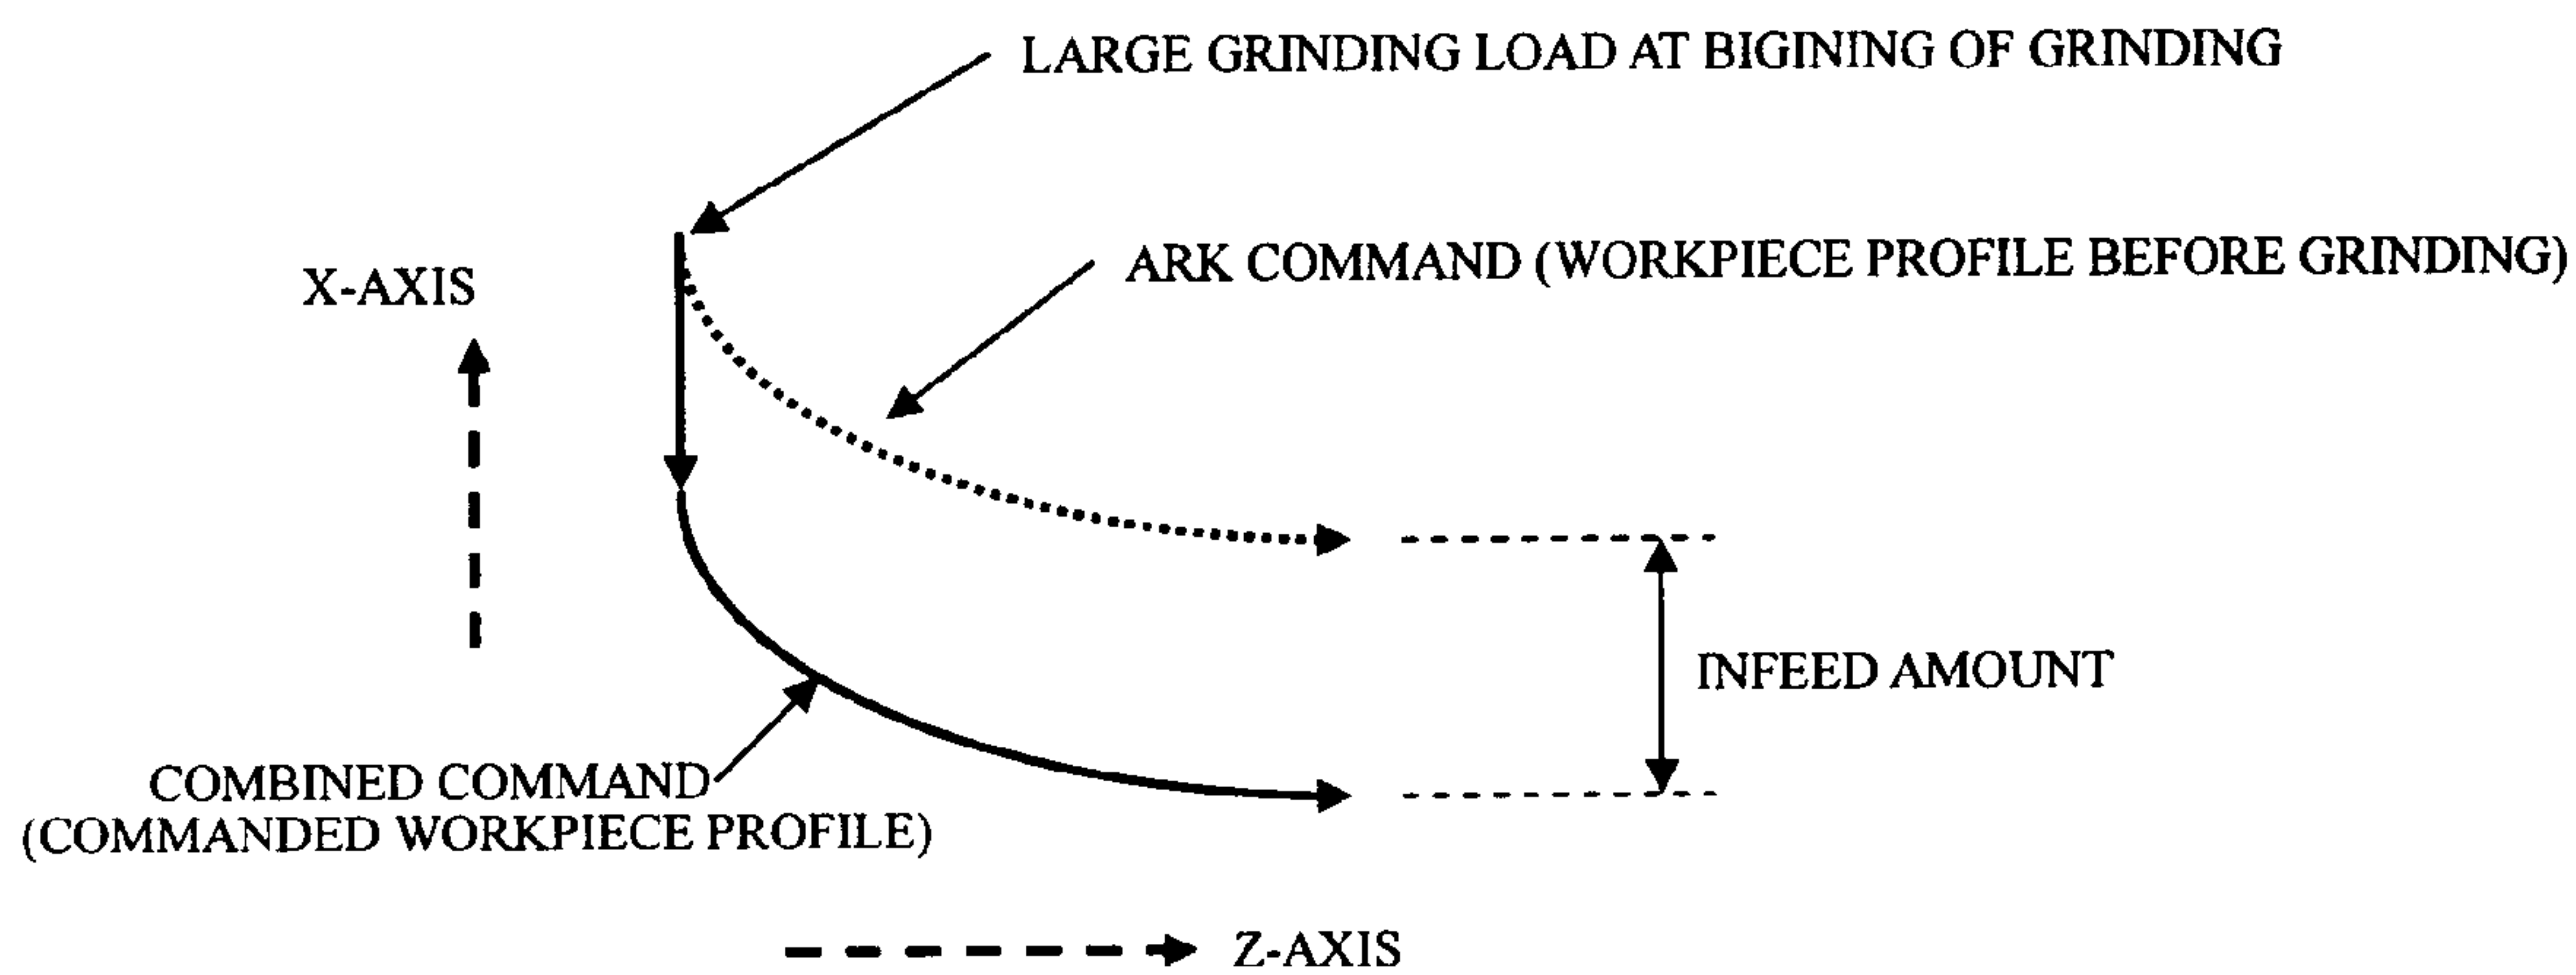 LARGE GRINDING LOAD AT BIGINING OF GRINDING
ARK COMMAND (WORKPIECE PROFILE BEFORE GRINDING)
X-AXIS
INFEED AMOUNT
COMBINED COMMAND
(COMMANDED WORKPIECE PROFILE)
Z-AXIS